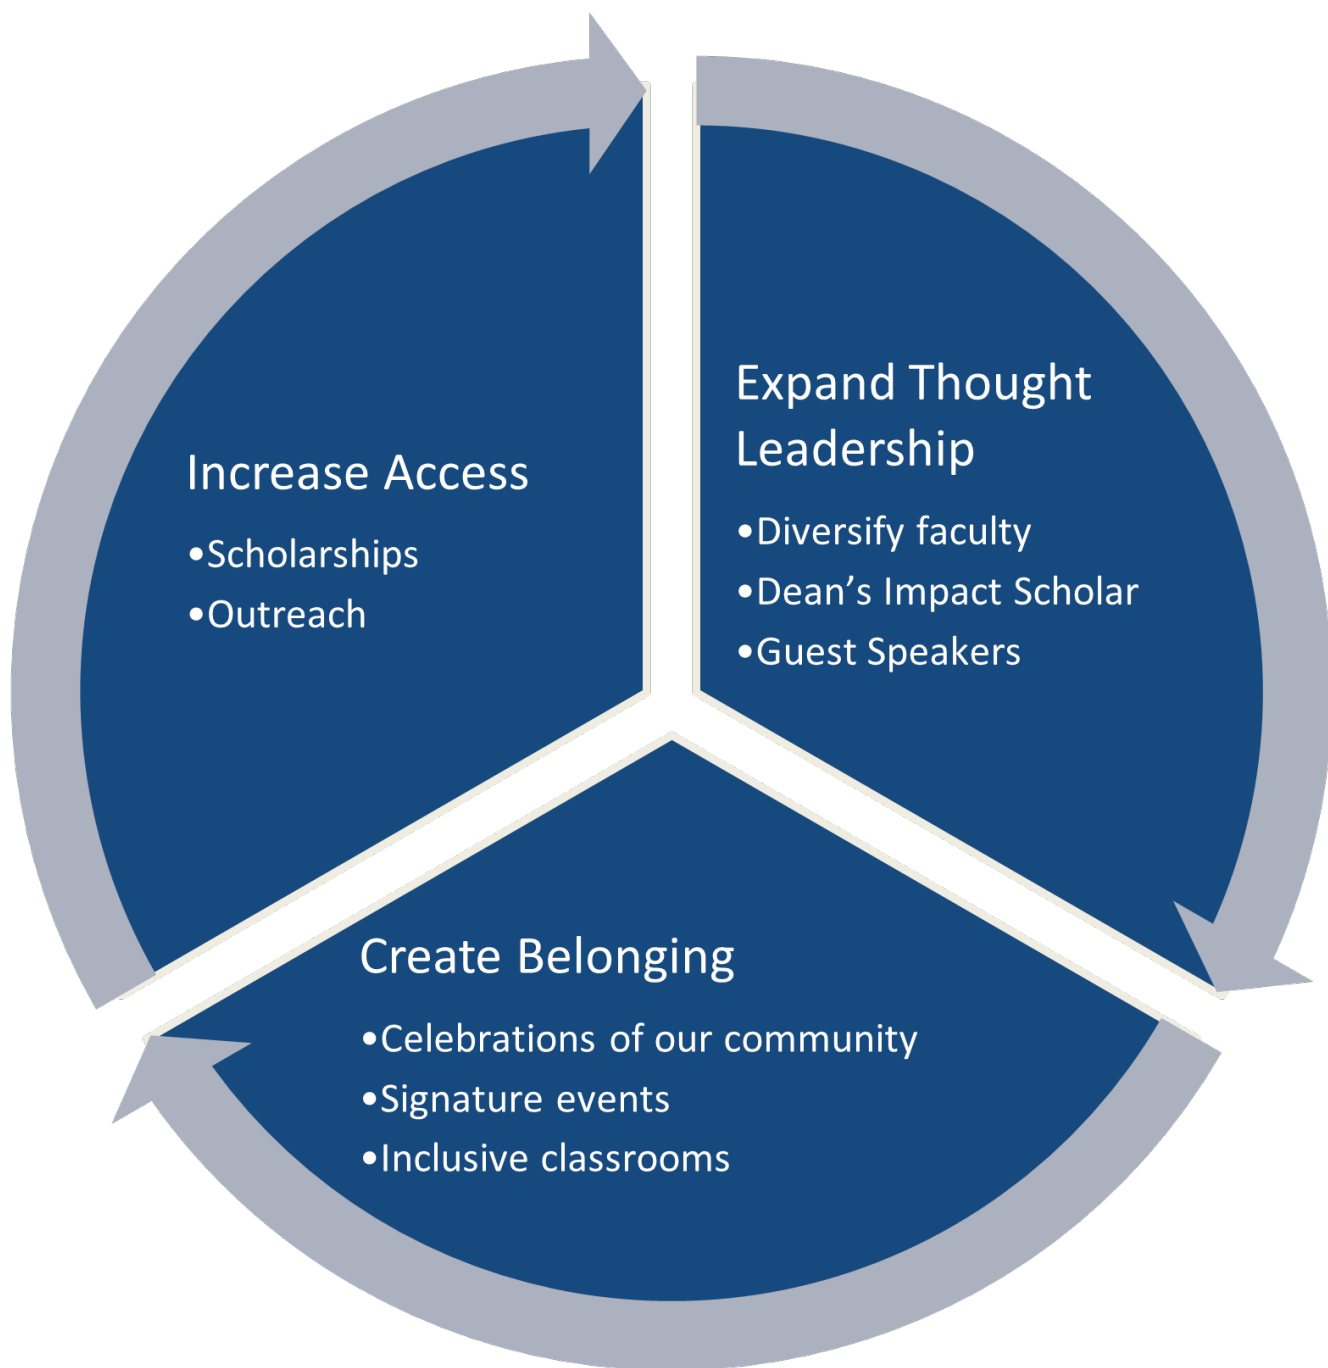 Increase Access
•Scholarships
•Outreach
Expand Thought
Leadership
•Diversify faculty
•Dean’s Impact Scholar
•Guest Speakers
Create Belonging
•Celebrations of our community
•Signature events
•Inclusive classrooms